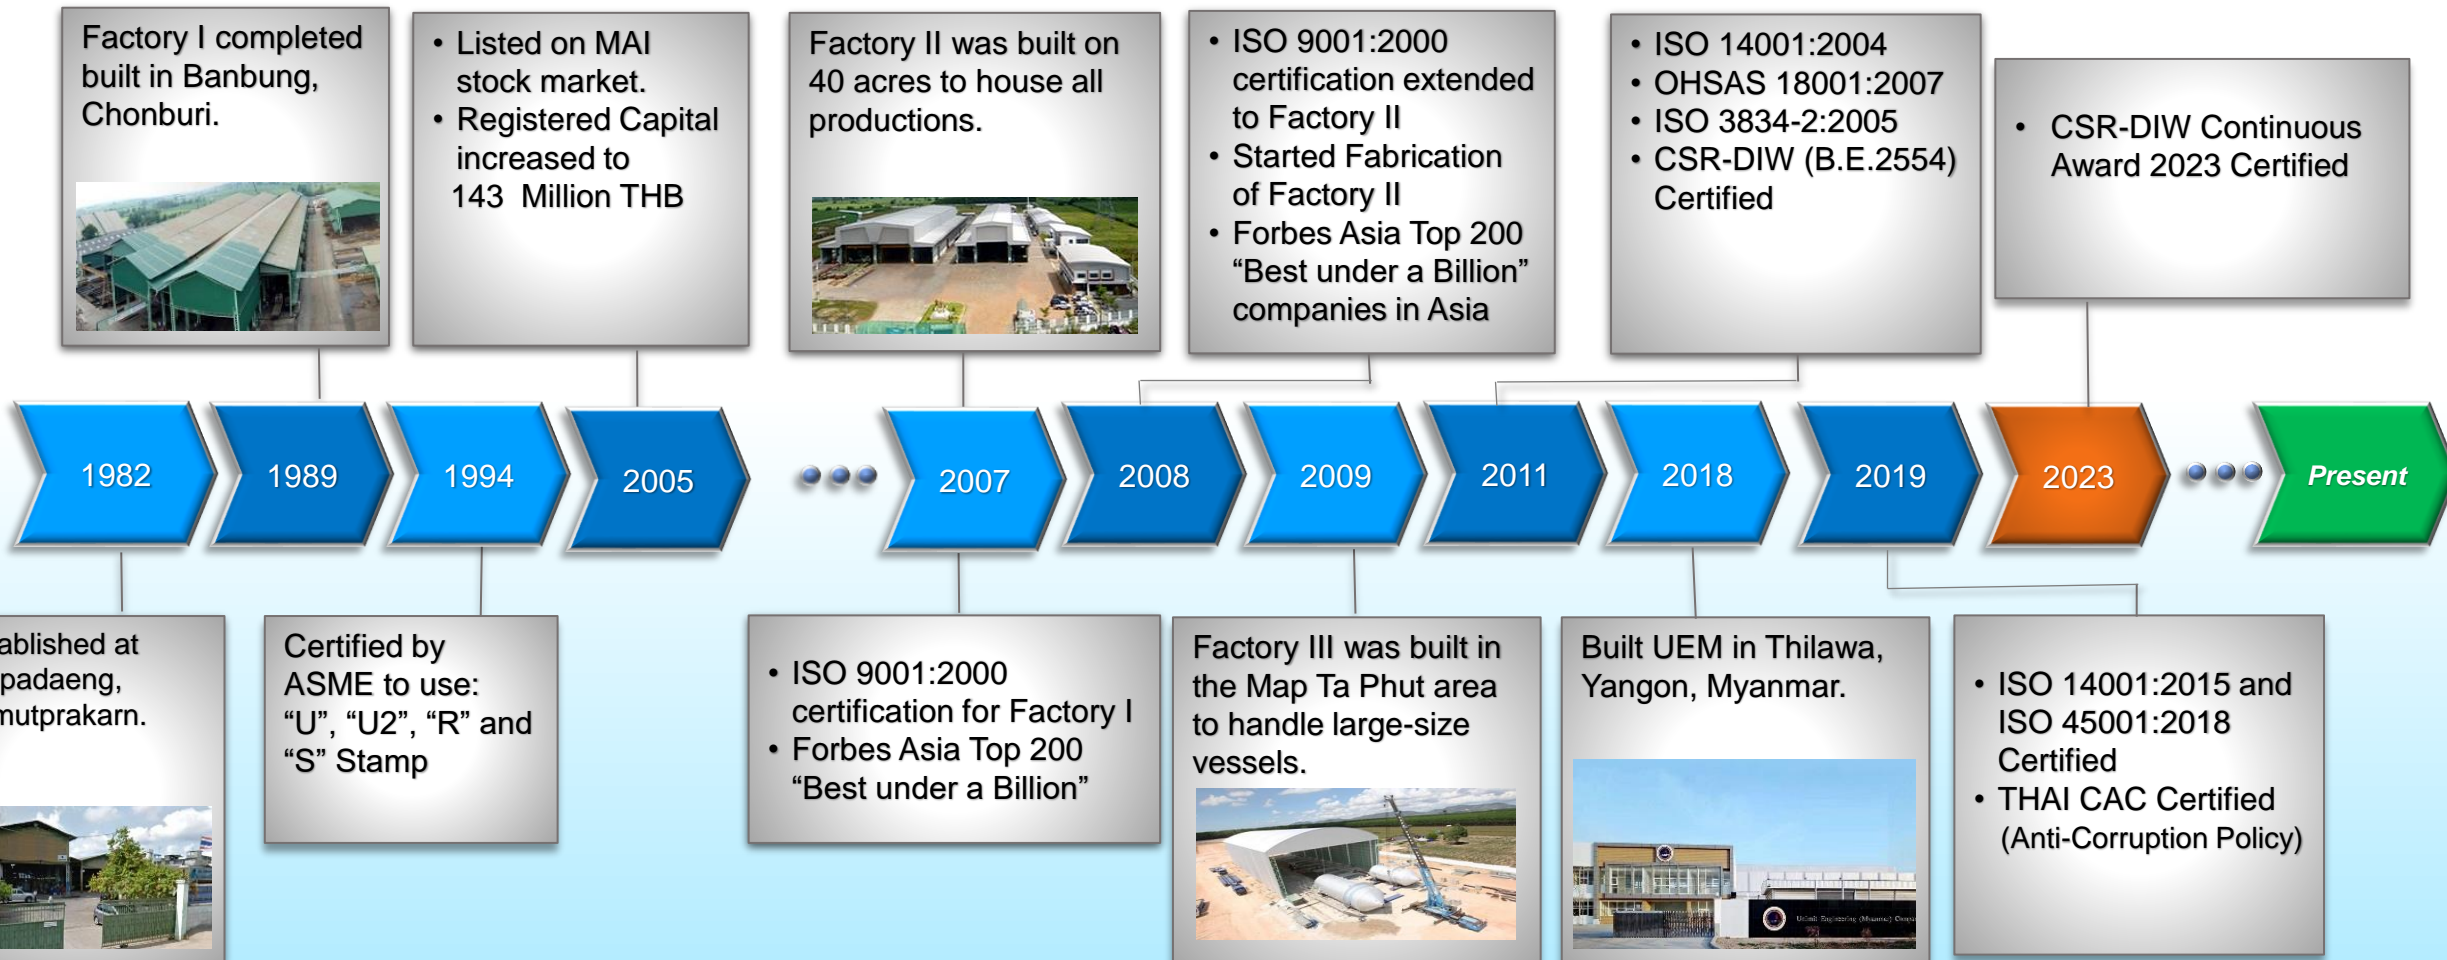 Factory I completed
built in Banbung,
Chonburi.
• Listed on MAI
stock market.
• Registered Capital
increased to
143 Million THB
Factory II was built on
40 acres to house all
productions.
• ISO 9001:2000
certification extended
to Factory II
• Started Fabrication
of Factory II
• Forbes Asia Top 200
“Best under a Billion”
companies in Asia
• ISO 14001:2004
• OHSAS 18001:2007
• ISO 3834-2:2005
• CSR-DIW (B.E.2554)
Certified
• CSR-DIW Continuous
Award 2023 Certified
1982
1989
1994
2005
2007
2008
2009
2011
2018
2019
2023
Present
ablished at
padaeng,
mutprakarn.
Certified by
ASME to use:
“U”, “U2”, “R” and
“S” Stamp
• ISO 9001:2000
certification for Factory I
• Forbes Asia Top 200
“Best under a Billion”
Factory III was built in
the Map Ta Phut area
to handle large-size
vessels.
Built UEM in Thilawa,
Yangon, Myanmar.
Unimit Engineering (Myanmar) Compa
• ISO 14001:2015 and
ISO 45001:2018
Certified
• THAI CAC Certified
(Anti-Corruption Policy)